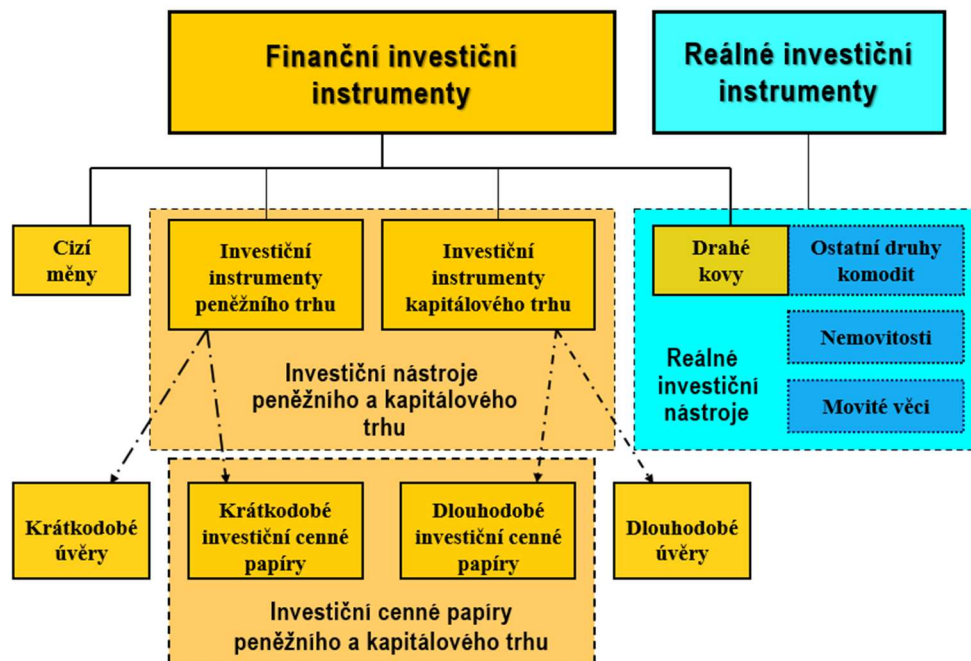 Finanční investiční
instrumenty
Reálné investiční
instrumenty
Cizí
měny
Investiční
instrumenty
peněžního trhu
Investiční
instrumenty
kapitálového trhu
Drahé
kovy
Ostatní druhy
komodit
Nemovitosti
Movité věci
Investiční nástroje
peněžního a kapitálového
trhu
Reálné
investiční
nástroje
Krátkodobé
úvěry
Krátkodobé
investiční cenné
papíry
Dlouhodobé
investiční cenné
papíry
Dlouhodobé
úvěry
Investiční cenné papíry
peněžního a kapitálového trhu